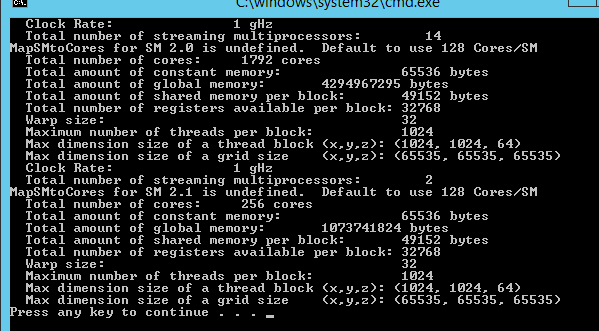 C:\windows\system32\cmd.exe
Clock Rate: 1 gHz
Total number of streaming multiprocessors: 14
MapSMtoCores for SM 2.0 is undefined. Default to use 128 Cores/SM
Total number of cores: 1792 cores
Total amount of constant memory: 65536 bytes
Total amount of global memory: 4294967295 bytes
Total amount of shared memory per block: 49152 bytes
Total number of registers available per block: 32768
Warp size: 32
Maximum number of threads per block: 1024
Max dimension size of a thread block (x,y,z): (1024, 1024, 64)
Max dimension size of a grid size (x,y,z): (65535, 65535, 65535)
Clock Rate: 1 gHz
Total number of streaming multiprocessors: 2
MapSMtoCores for SM 2.1 is undefined. Default to use 128 Cores/SM
Total number of cores: 256 cores
Total amount of constant memory: 65536 bytes
Total amount of global memory: 1073741824 bytes
Total amount of shared memory per block: 49152 bytes
Total number of registers available per block: 32768
Warp size: 32
Maximum number of threads per block: 1024
Max dimension size of a thread block (x,y,z): (1024, 1024, 64)
Max dimension size of a grid size (x,y,z): (65535, 65535, 65535)
Press any key to continue . . . _